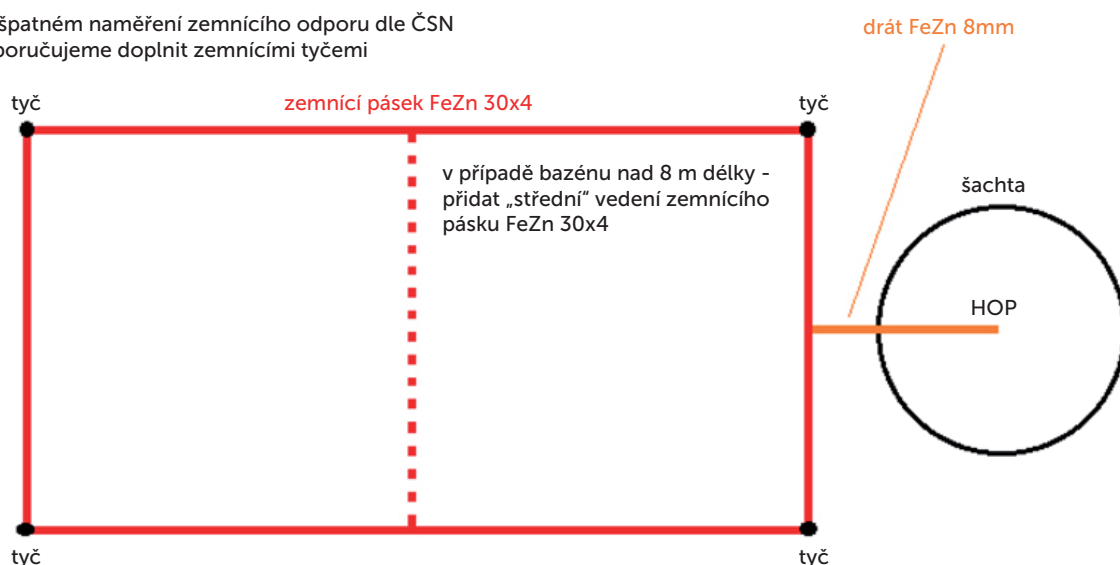 špatném naměření zemnícího odporu dle ČSN
poručujeme doplnit zemnícími tyčemi
drát FeZn 8mm
tyč
zemnící pásek FeZn 30x4
tyč
v případě bazénu nad 8 m délky -
přidat „střední“ vedení zemnícího
pásku FeZn 30x4
šachta
HOP
tyč
tyč